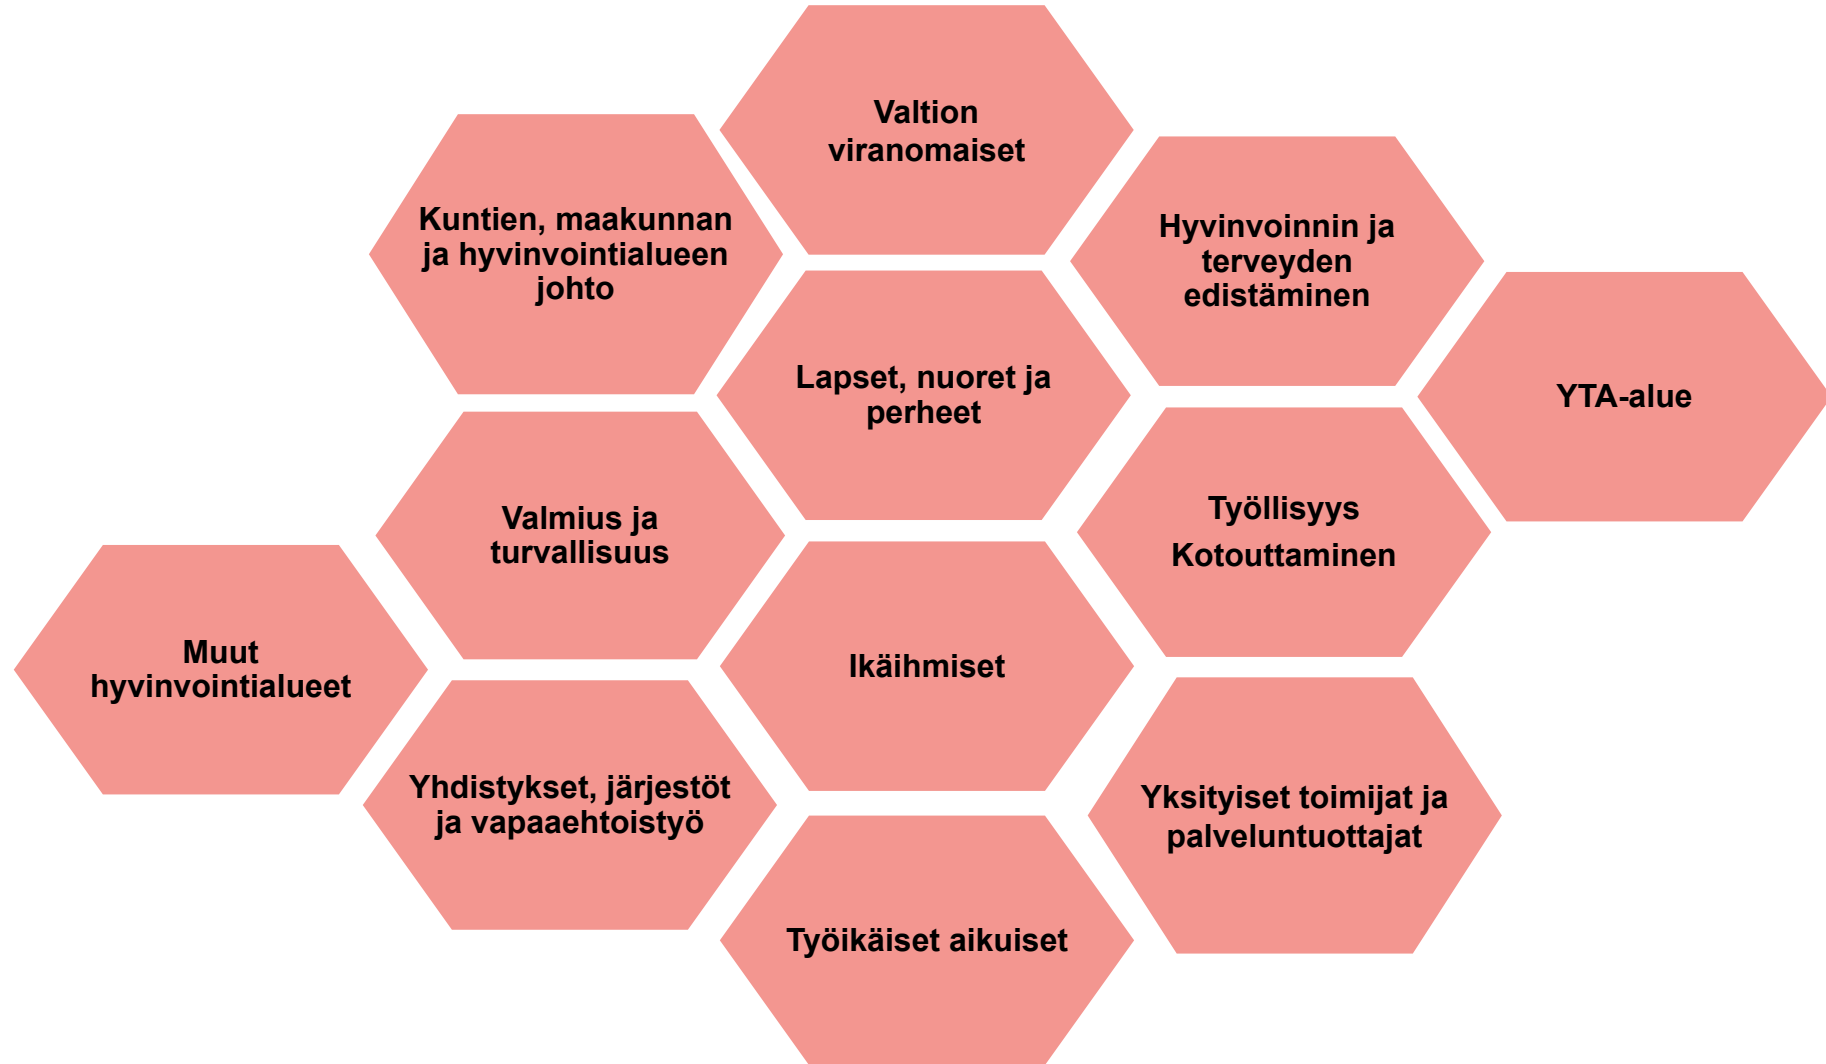 Valtion
viranomaiset
Kuntien, maakunnan
ja hyvinvointialueen
johto
Hyvinvoinnin ja
terveyden
edistäminen
Lapset, nuoret ja
perheet
YTA-alue
Valmius ja
turvallisuus
Työllisyys
Kotouttaminen
Muut
hyvinvointialueet
Ikäihmiset
Yhdistykset, järjestöt
ja vapaaehtoistyö
Yksityiset toimijat ja
palveluntuottajat
Työikäiset aikuiset